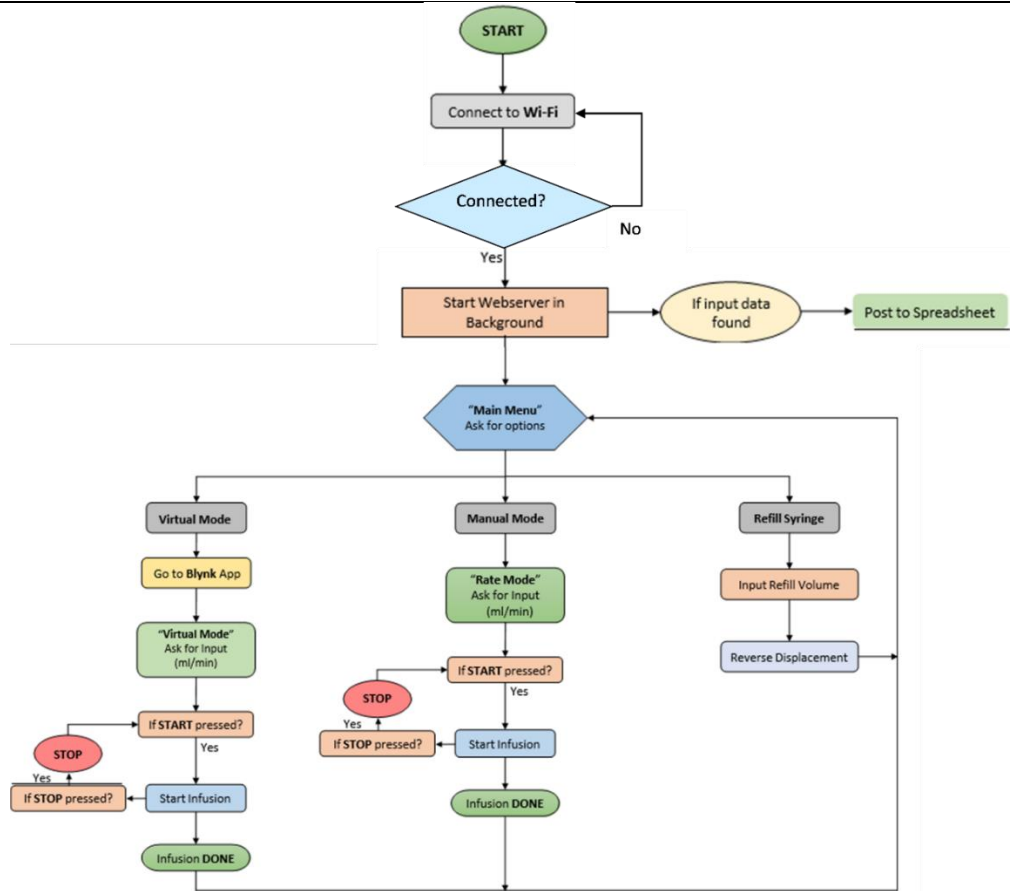 START
Connect to Wi-Fi
Connected?
No
Yes
Start Webserver in
Background
If input data
found
Post to Spreadsheet
“Main Menu”
Ask for options
Virtual Mode
Manual Mode
Refill Syringe
Go to Blynk App
“Rate Mode”
Ask for Input
(ml/min)
Input Refill Volume
“Virtual Mode”
Ask for Input
(ml/min)
Reverse Displacement
If START pressed?
Yes
STOP
Yes
If STOP pressed?
Start Infusion
If START pressed?
Yes
STOP
Yes
If STOP pressed?
Start Infusion
Infusion DONE
Infusion DONE